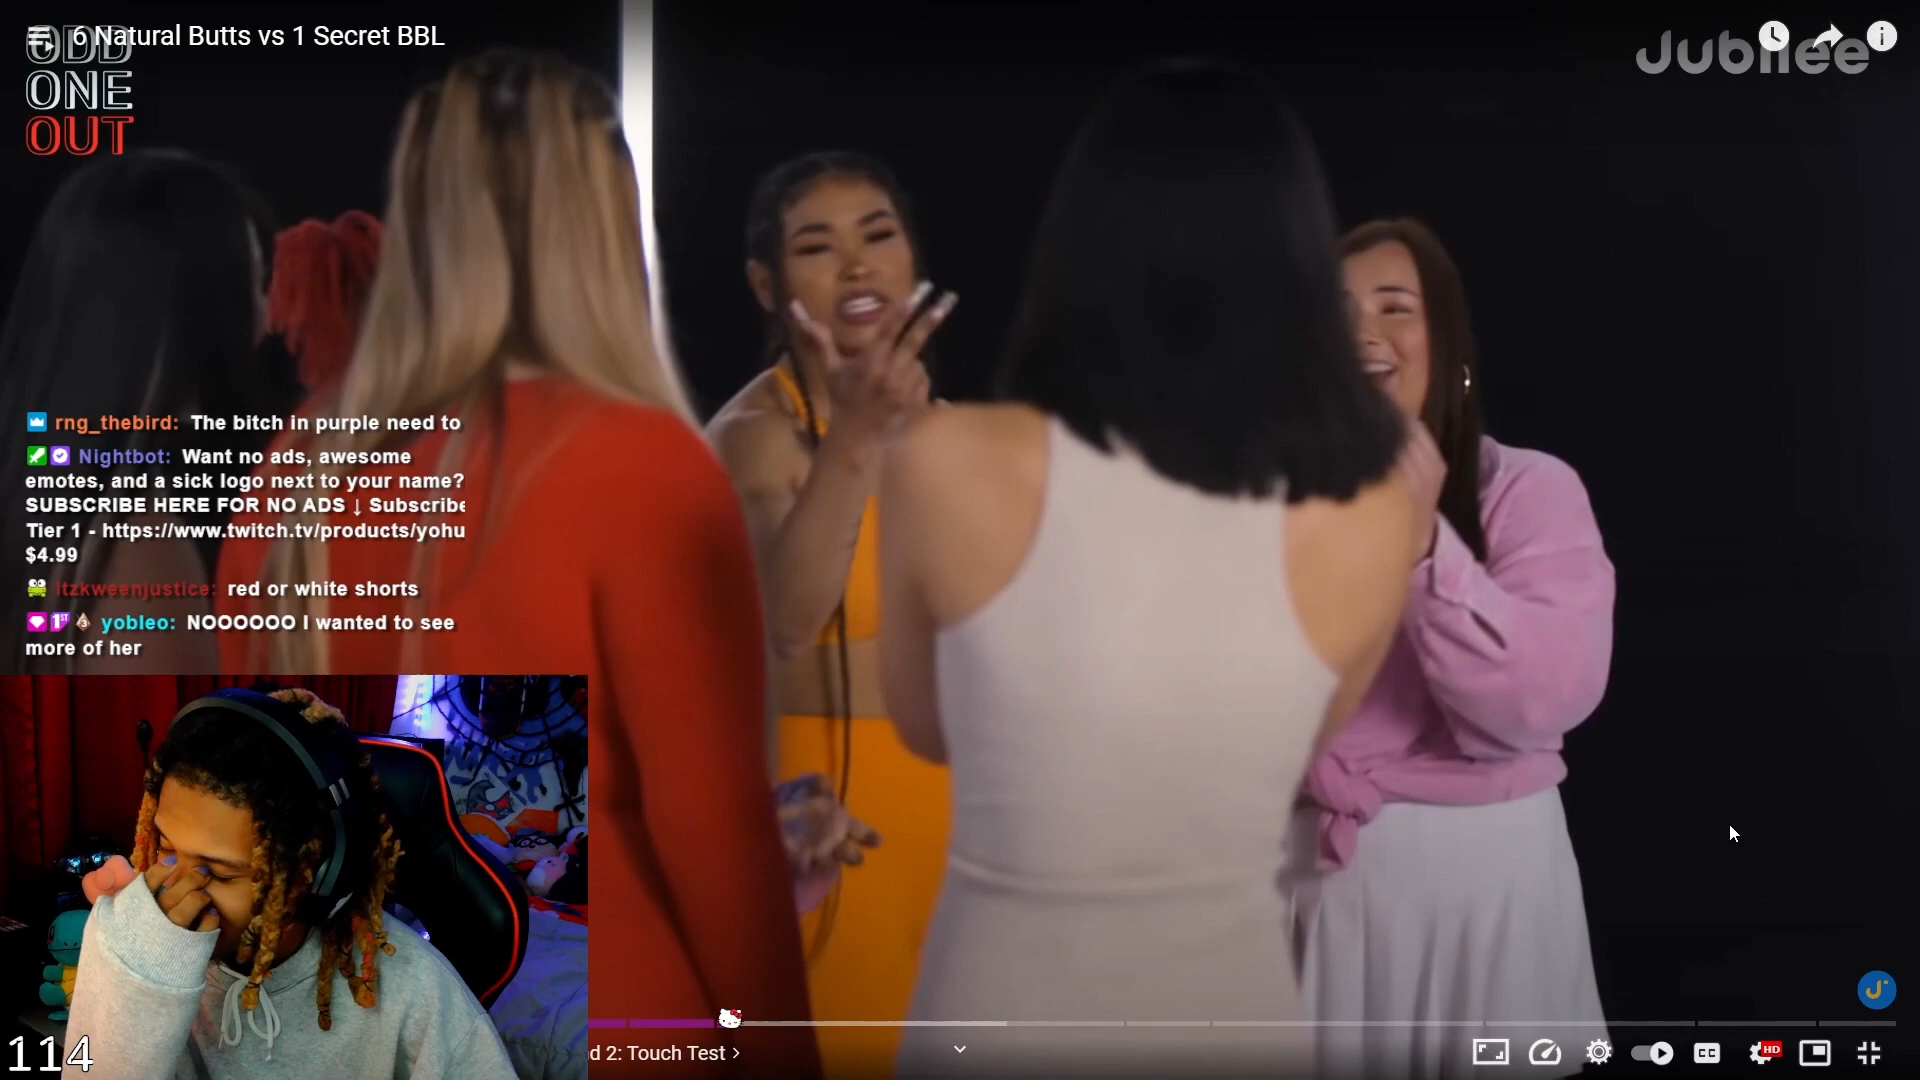 6 Natural Butts vs 1 Secret BBL
ODD
ONE
OUT
Jubilee
rng_thebird: The bitch in purple need to
Nightbot: Want no ads, awesome
emotes, and a sick logo next to your name?
SUBSCRIBE HERE FOR NO ADS ↓ Subscribe
Tier 1 - https://www.twitch.tv/products/yohu
$4.99
itzkweenjustice: red or white shorts
1ST yobleo: NOOOOOO I wanted to see
more of her
114
d 2: Touch Test >
CC
HD